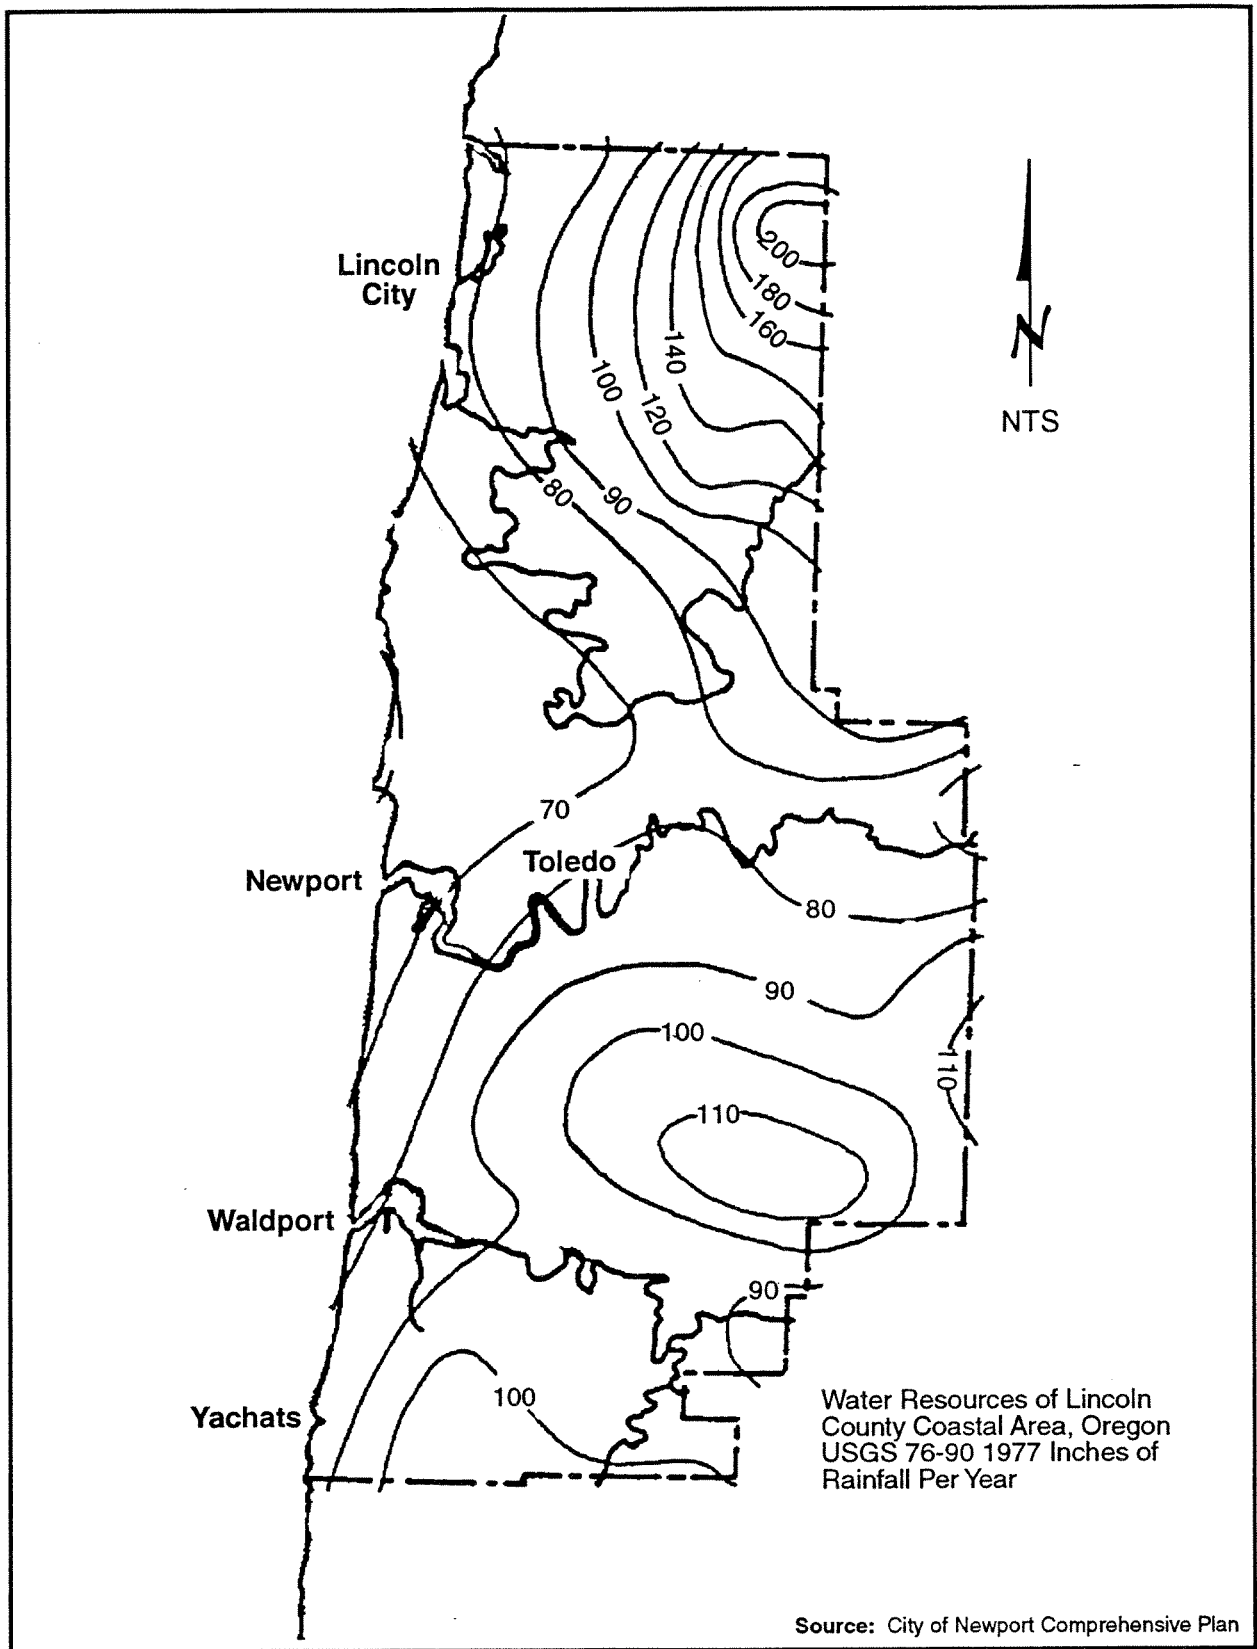 Lincoln
City
200
180
160
140
100
120
N
NTS
80
90
70
Toledo
Newport
80
90
100
110
110
Waldport
90
Yachats
100
Water Resources of Lincoln
County Coastal Area, Oregon
USGS 76-90 1977 Inches of
Rainfall Per Year
Source: City of Newport Comprehensive Plan